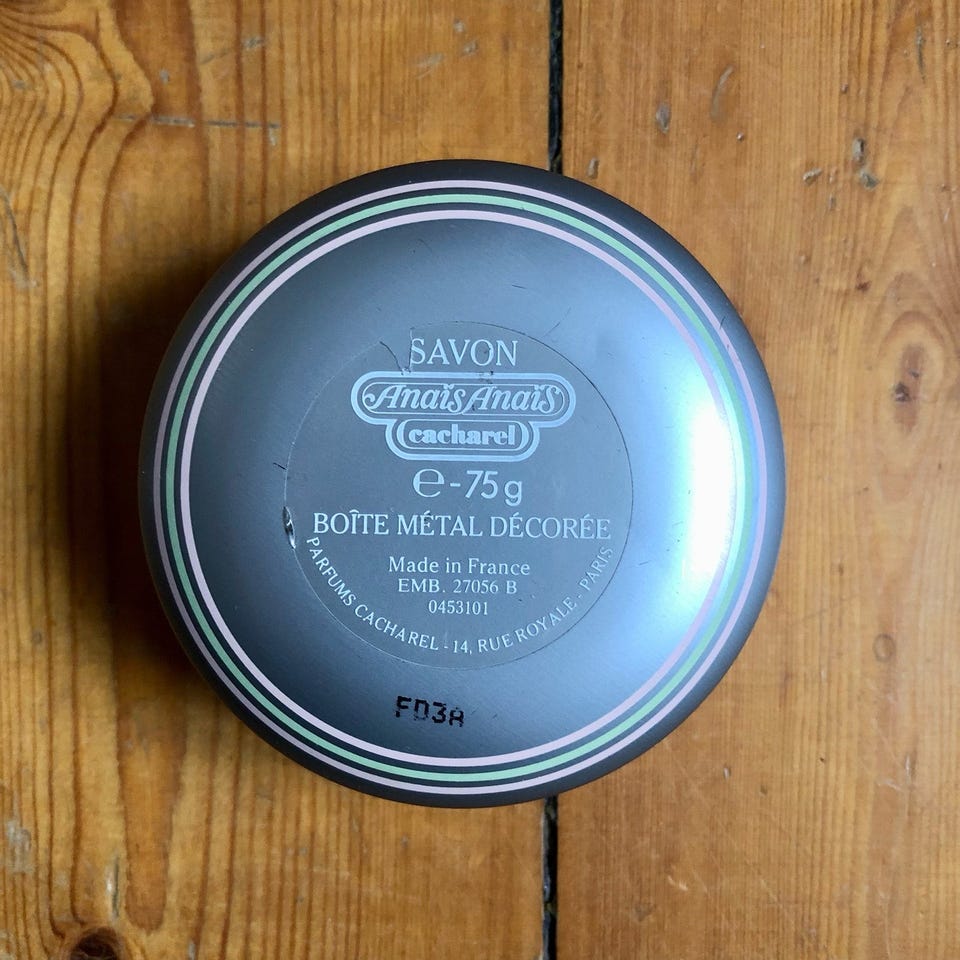 SAVON
Anaïs Anaïs
cacharel
℮-75g
BOÎTE MÉTAL DÉCORÉE
Made in France
EMB. 27056 B
0453101
PARFUMS CACHAREL - 14, RUE ROYALE - PARIS
FD3A